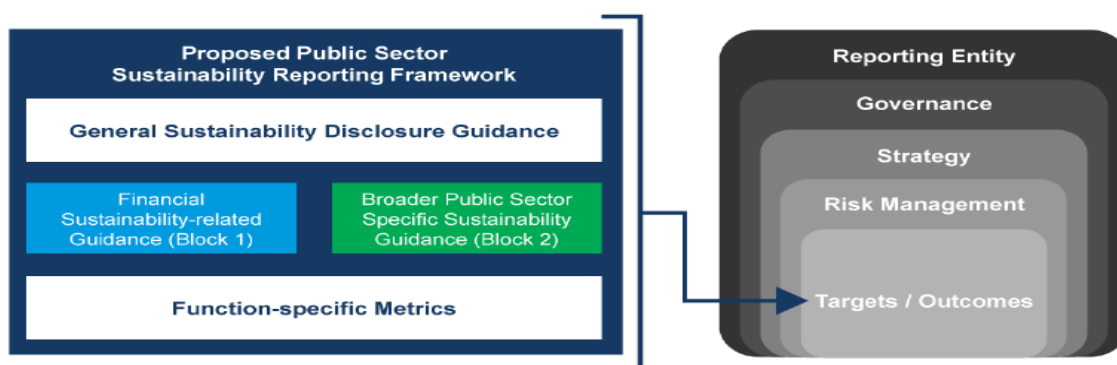 Proposed Public Sector
Sustainability Reporting Framework
General Sustainability Disclosure Guidance
Financial
Sustainability-related
Guidance (Block 1)
Broader Public Sector
Specific Sustainability
Guidance (Block 2)
Function-specific Metrics
Reporting Entity
Governance
Strategy
Risk Management
Targets / Outcomes